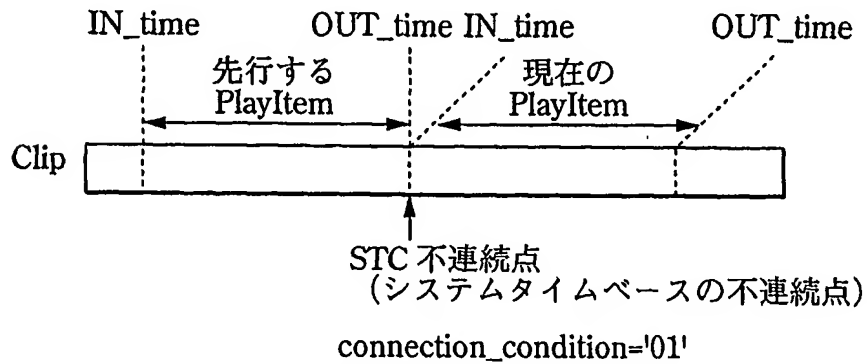 IN_time OUT_time IN_time OUT_time
先行する
PlayItem
現在の
PlayItem
Clip
STC 不連続点
(システムタイムベースの不連続点)
connection_condition='01'